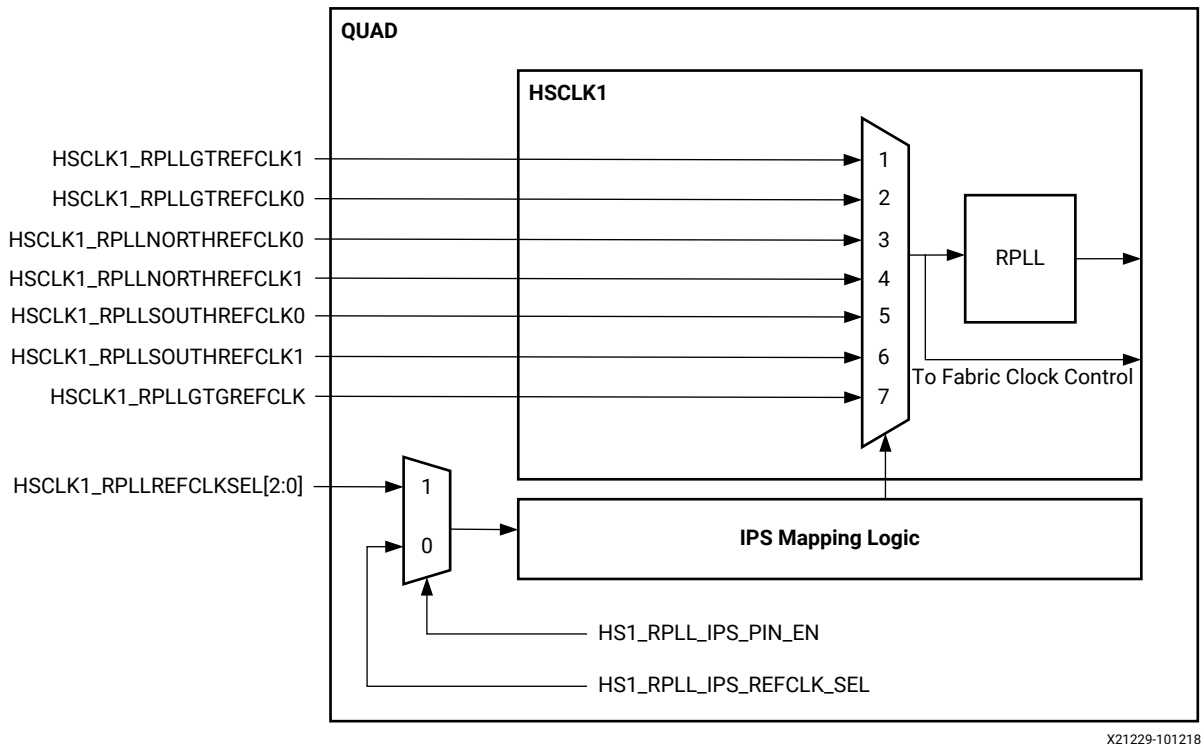 QUAD
HSCLK1
HSCLK1_RPLLGTREFCLK1
1
HSCLK1_RPLLGTREFCLK0
2
HSCLK1_RPLLNORTHREFCLK0
3
RPLL
HSCLK1_RPLLNORTHREFCLK1
4
HSCLK1_RPLLSOUTHREFCLK0
5
HSCLK1_RPLLSOUTHREFCLK1
6
To Fabric Clock Control
HSCLK1_RPLLGTGREFCLK
7
HSCLK1_RPLLREFCLKSEL[2:0]
1
0
IPS Mapping Logic
HS1_RPLL_IPS_PIN_EN
HS1_RPLL_IPS_REFCLK_SEL
X21229-101218